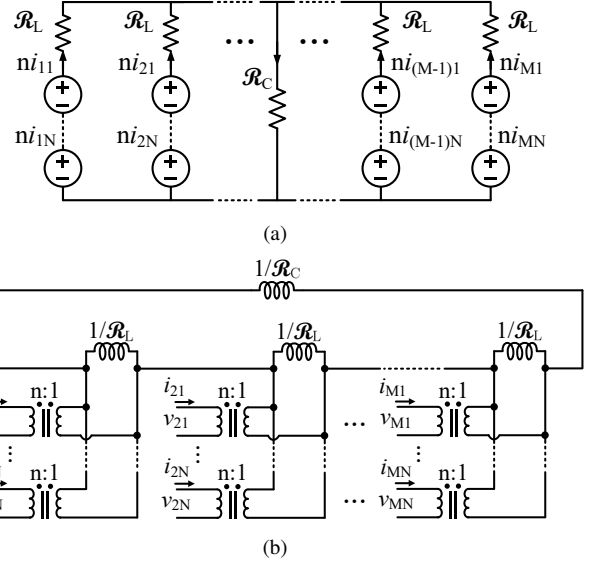 𝓡L 𝓡L 𝓡L 𝓡L
ni11 ni21 𝓡C ni(M-1)1 niM1
ni1N ni2N ni(M-1)N niMN
(a)
1/𝓡C
1/𝓡L 1/𝓡L 1/𝓡L
n:1 i21 n:1 iM1 n:1
v21 vM1
n:1 i2N n:1 iMN n:1
v2N vMN
(b)